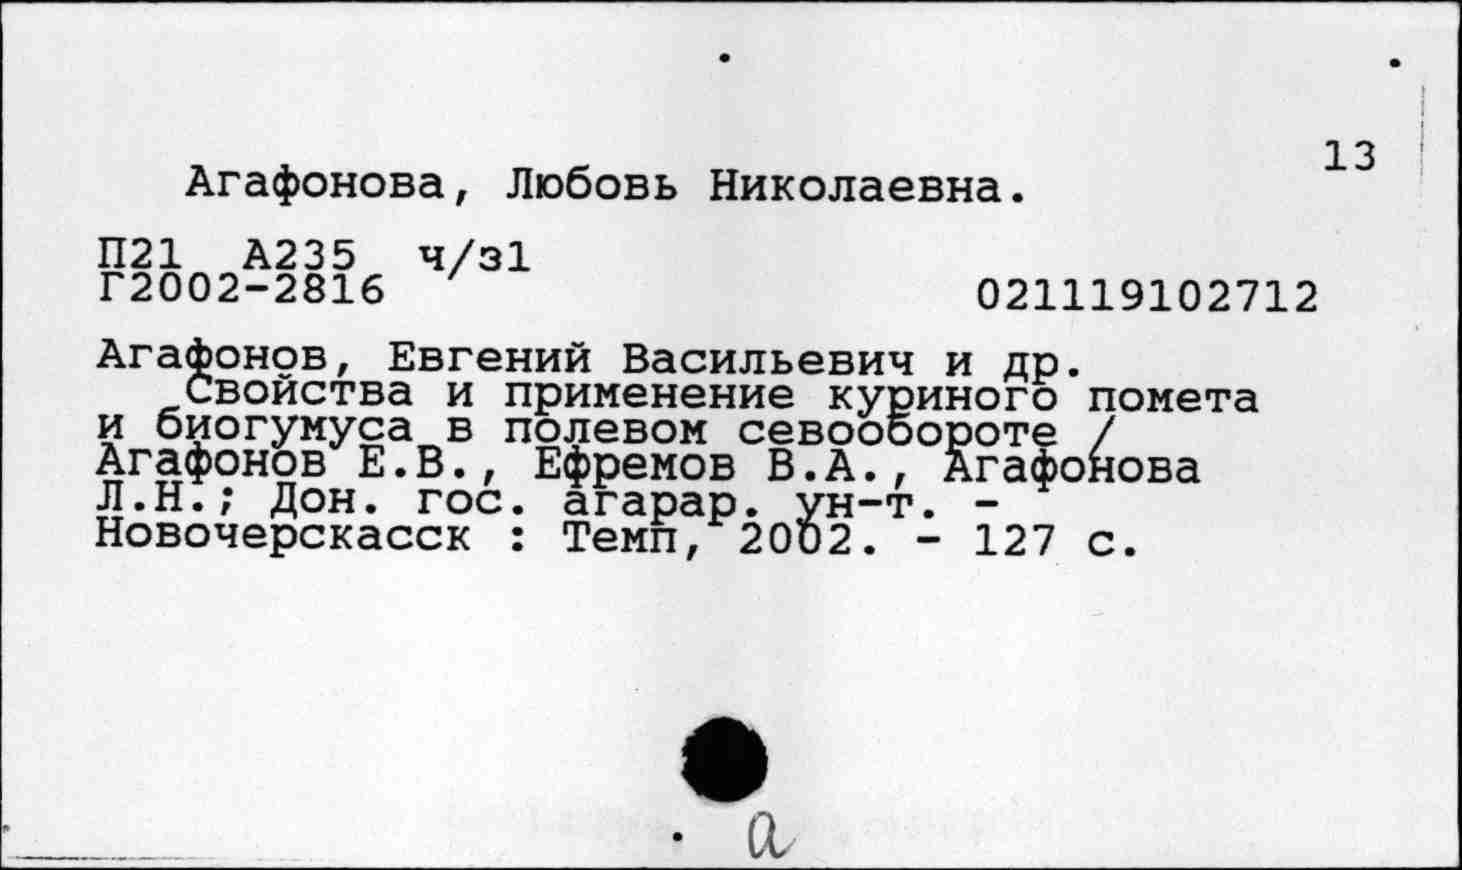 13
Агафонова, Любовь Николаевна.
П21 А235 ч/з1
Г2002-2816 021119102712
Агафонов, Евгений Васильевич и др.
Свойства и применение куриного помета
и биогумуса в полевом севообороте /
Агафонов Е.В., Ефремов В.А., Агафонова
Л.Н.; Дон. гос. агарар. ун-т. -
Новочерскасск : Темп, 2002. - 127 с.
а